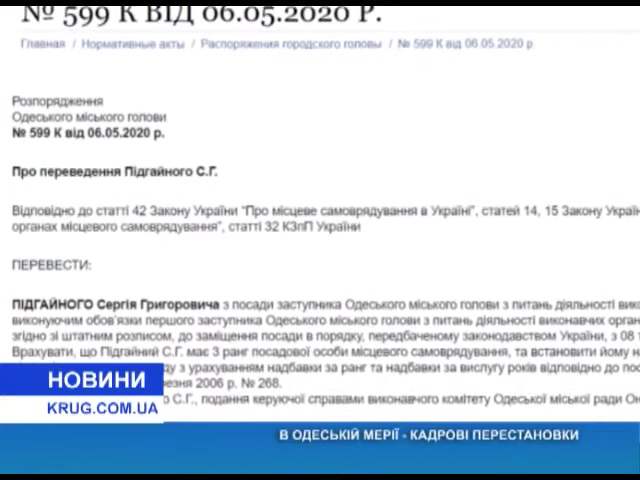 № 599 К ВІД 06.05.2020 Р.
Главная / Нормативные акты / Распоряжения городского головы / № 599 К від 06.05.2020 р
Розпорядження
Одеського міського голови
№ 599 К від 06.05.2020 р.
Про переведення Підгайного С.Г.
Відповідно до статті 42 Закону України "Про місцеве самоврядування в Україні", статей 14, 15 Закону
органах місцевого самоврядування", статті 32 КЗпП України
ПЕРЕВЕСТИ:
ПІДГАЙНОГО Сергія Григоровича з посади заступника Одеського міського голови з питань діяльності
виконуючим обов'язки першого заступника Одеського міського голови з питань діяльності виконавчих
згідно зі штатним розписом, до заміщення посади в порядку, передбаченому законодавством України, з 08
Врахувати, що Підгайний С.Г. має 3 ранг посадової особи місцевого самоврядування, та встановити йому
з урахуванням надбавки за ранг та надбавки за вислугу років відповідно до
2006 р. № 268.
С.Г., подання керуючої справами виконавчого комітету Одеської міської ради
НОВИНИ
KRUG.COM.UA
В ОДЕСЬКІЙ МЕРІЇ - КАДРОВІ ПЕРЕСТАНОВКИ